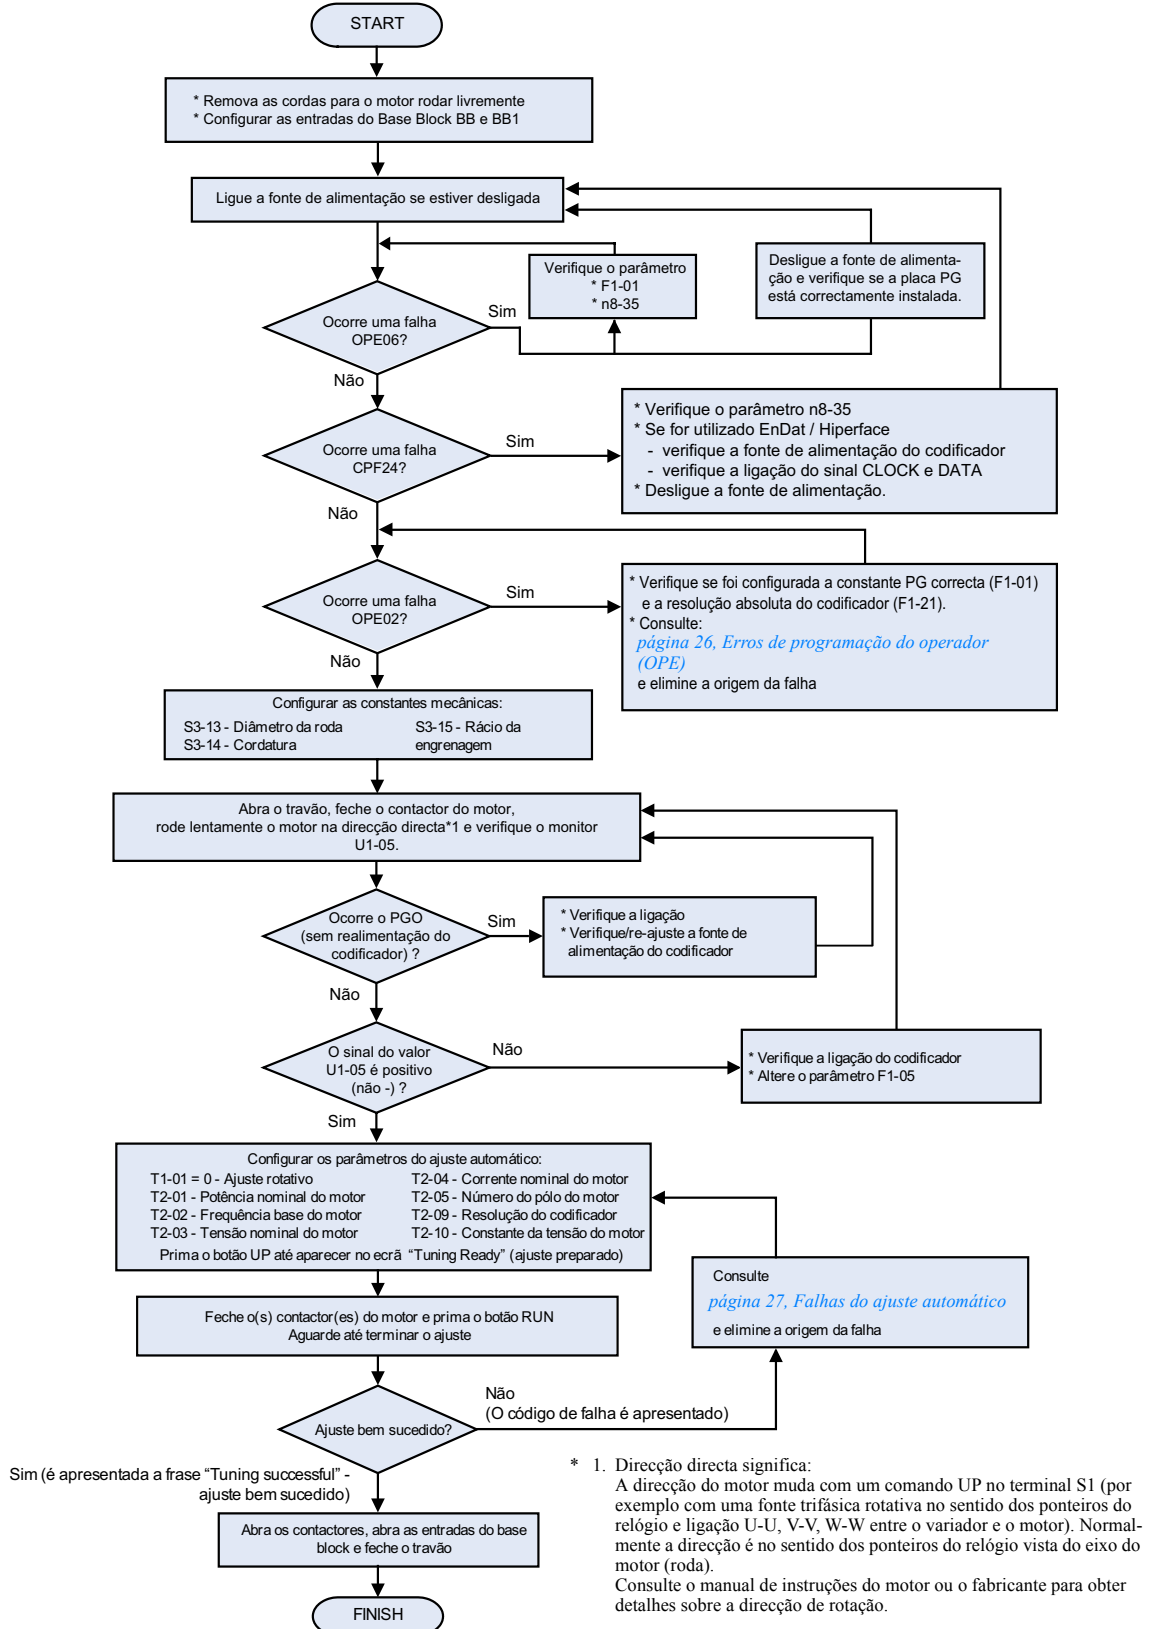 START
* Remova as cordas para o motor rodar livremente
* Configurar as entradas do Base Block BB e BB1
Ligue a fonte de alimentação se estiver desligada
Verifique o parâmetro
* F1-01
* n8-35
Desligue a fonte de alimenta-
ção e verifique se a placa PG
está correctamente instalada.
Ocorre uma falha
OPE06?
Sim
Não
Ocorre uma falha
CPF24?
Sim
* Verifique o parâmetro n8-35
* Se for utilizado EnDat / Hiperface
- verifique a fonte de alimentação do codificador
- verifique a ligação do sinal CLOCK e DATA
* Desligue a fonte de alimentação.
Não
Ocorre uma falha
OPE02?
Sim
* Verifique se foi configurada a constante PG correcta (F1-01)
e a resolução absoluta do codificador (F1-21).
* Consulte:
página 26, Erros de programação do operador
(OPE)
e elimine a origem da falha
Não
Configurar as constantes mecânicas:
S3-13 - Diâmetro da roda
S3-14 - Cordatura
S3-15 - Rácio da
engrenagem
Abra o travão, feche o contactor do motor,
rode lentamente o motor na direcção directa*1 e verifique o monitor
U1-05.
Ocorre o PGO
(sem realimentação do
codificador) ?
Sim
* Verifique a ligação
* Verifique/re-ajuste a fonte de
alimentação do codificador
Não
O sinal do valor
U1-05 é positivo
(não -) ?
Não
* Verifique a ligação do codificador
* Altere o parâmetro F1-05
Sim
Configurar os parâmetros do ajuste automático:
T1-01 = 0 - Ajuste rotativo
T2-01 - Potência nominal do motor
T2-02 - Frequência base do motor
T2-03 - Tensão nominal do motor
T2-04 - Corrente nominal do motor
T2-05 - Número do pólo do motor
T2-09 - Resolução do codificador
T2-10 - Constante da tensão do motor
Prima o botão UP até aparecer no ecrã “Tuning Ready” (ajuste preparado)
Consulte
página 27, Falhas do ajuste automático
e elimine a origem da falha
Feche o(s) contactor(es) do motor e prima o botão RUN
Aguarde até terminar o ajuste
Ajuste bem sucedido?
Não
(O código de falha é apresentado)
Sim (é apresentada a frase “Tuning successful” -
ajuste bem sucedido)
Abra os contactores, abra as entradas do base
block e feche o travão
FINISH
* 1. Direcção directa significa:
A direcção do motor muda com um comando UP no terminal S1 (por
exemplo com uma fonte trifásica rotativa no sentido dos ponteiros do
relógio e ligação U-U, V-V, W-W entre o variador e o motor). Normal-
mente a direcção é no sentido dos ponteiros do relógio vista do eixo do
motor (roda).
Consulte o manual de instruções do motor ou o fabricante para obter
detalhes sobre a direcção de rotação.